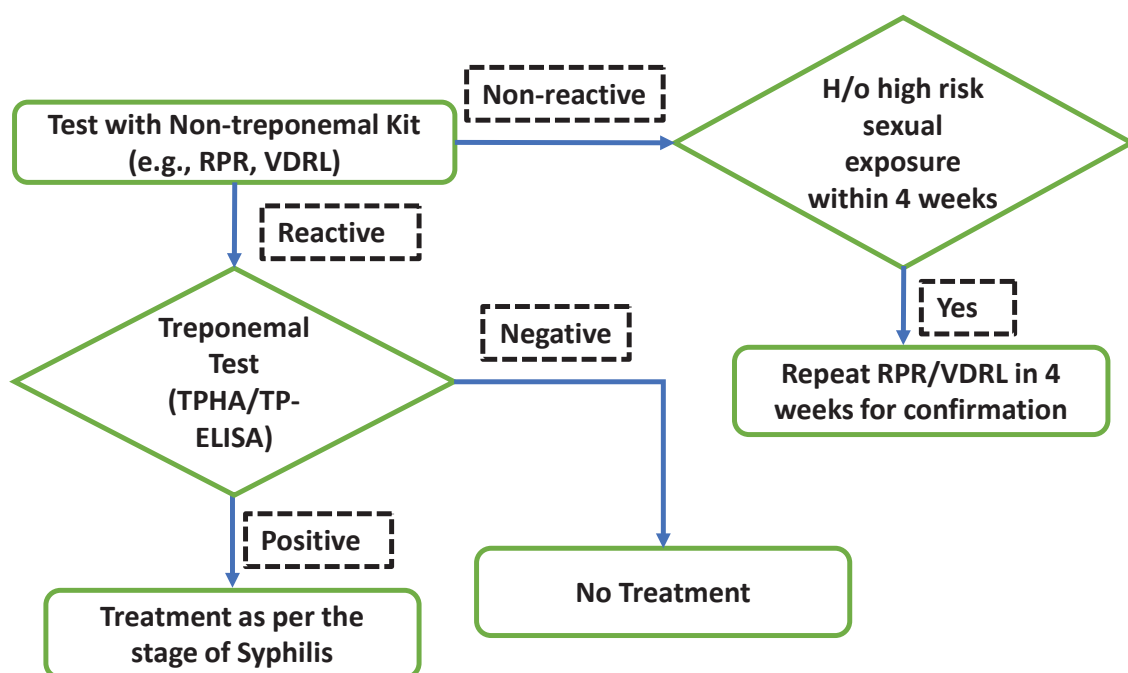 Test with Non-treponemal Kit
(e.g., RPR, VDRL)
Non-reactive
H/o high risk
sexual
exposure
within 4 weeks
Reactive
Yes
Repeat RPR/VDRL in 4
weeks for confirmation
Treponemal
Test
(TPHA/TP-
ELISA)
Negative
Positive
No Treatment
Treatment as per the
stage of Syphilis